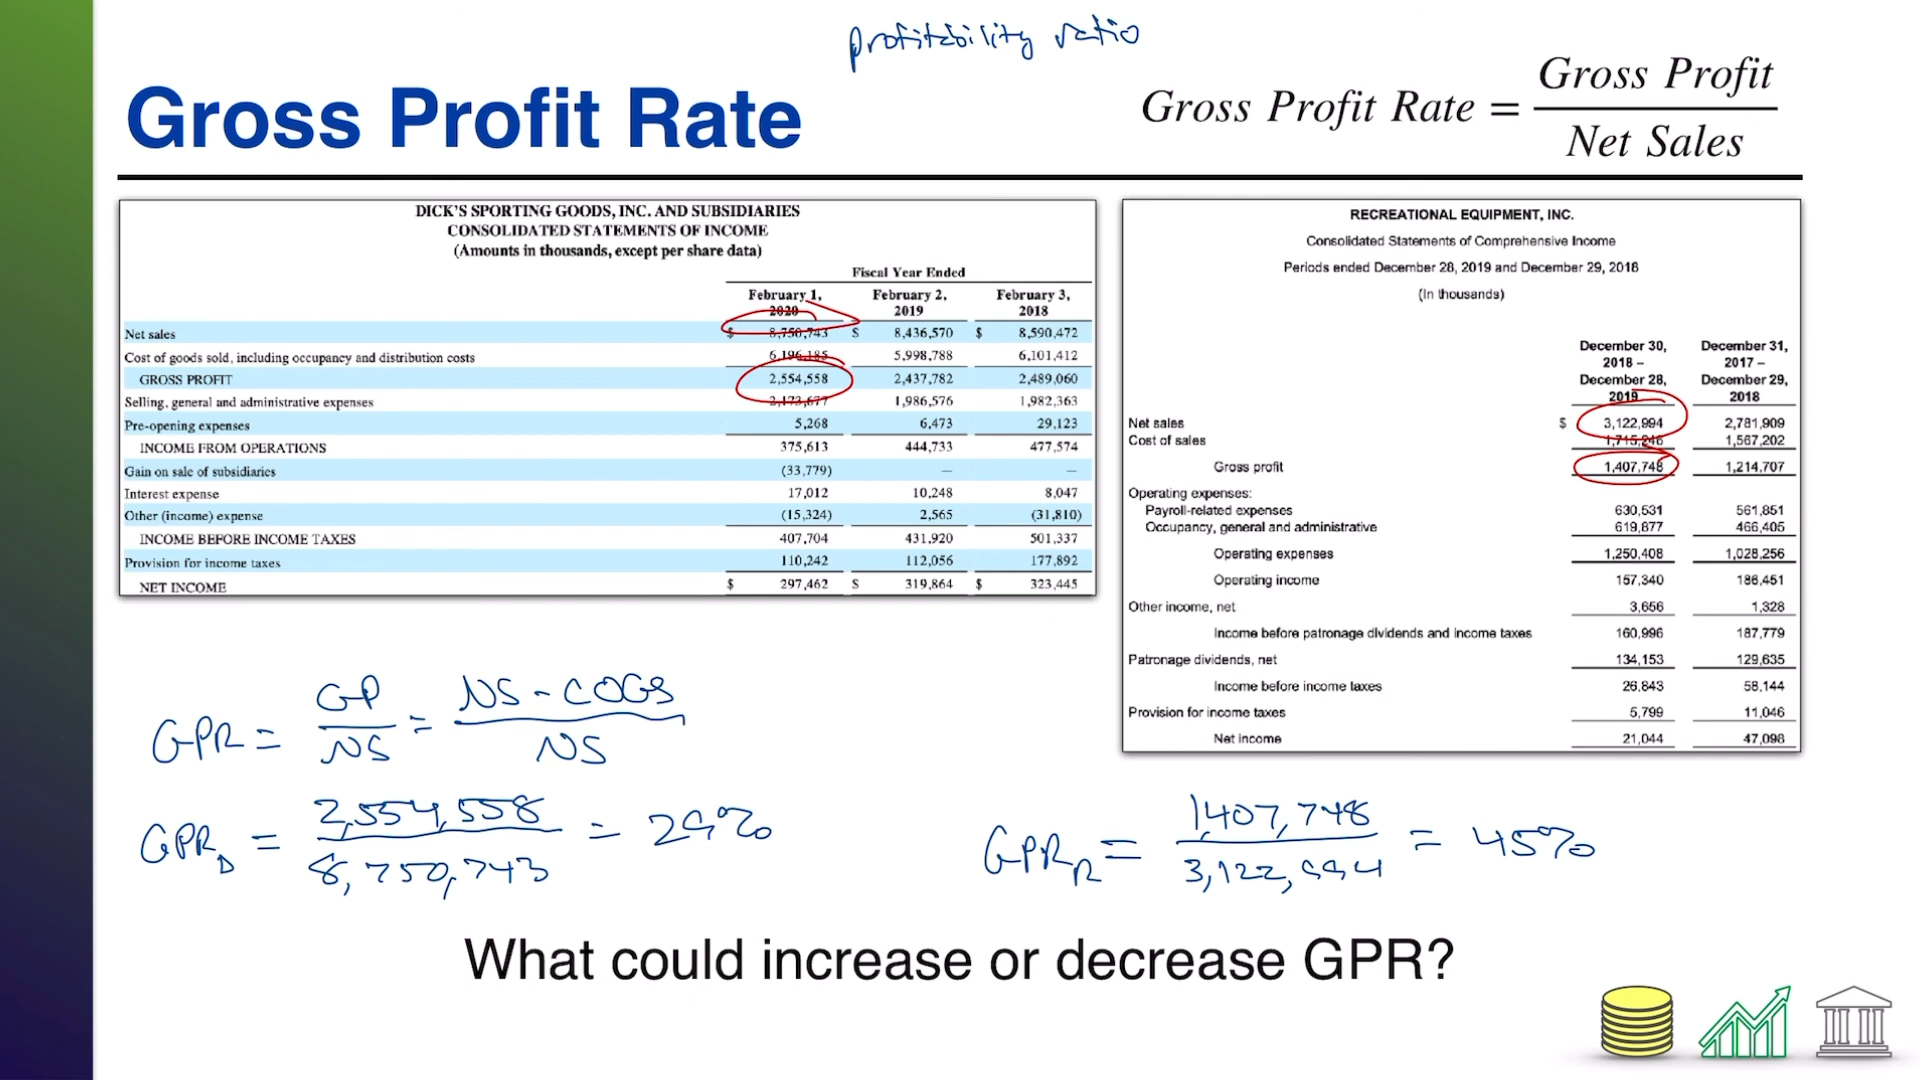 profitability ratio
Gross Profit Rate
Gross Profit Rate = Gross Profit / Net Sales
DICK'S SPORTING GOODS, INC. AND SUBSIDIARIES
CONSOLIDATED STATEMENTS OF INCOME
(Amounts in thousands, except per share data)
Fiscal Year Ended
February 1, 2020 February 2, 2019 February 3, 2018
Net sales $ 8,750,743 $ 8,436,570 $ 8,590,472
Cost of goods sold, including occupancy and distribution costs 6,196,185 5,998,788 6,101,412
GROSS PROFIT 2,554,558 2,437,782 2,489,060
Selling, general and administrative expenses 2,173,677 1,986,576 1,982,363
Pre-opening expenses 5,268 6,473 29,123
INCOME FROM OPERATIONS 375,613 444,733 477,574
Gain on sale of subsidiaries (33,779) — —
Interest expense 17,012 10,248 8,047
Other (income) expense (15,324) 2,565 (31,810)
INCOME BEFORE INCOME TAXES 407,704 431,920 501,337
Provision for income taxes 110,242 112,056 177,892
NET INCOME $ 297,462 $ 319,864 $ 323,445
RECREATIONAL EQUIPMENT, INC.
Consolidated Statements of Comprehensive Income
Periods ended December 28, 2019 and December 29, 2018
(In thousands)
December 30, 2018 – December 28, 2019 December 31, 2017 – December 29, 2018
Net sales $ 3,122,994 2,781,909
Cost of sales 1,715,246 1,567,202
Gross profit 1,407,748 1,214,707
Operating expenses:
Payroll-related expenses 630,531 561,851
Occupancy, general and administrative 619,877 466,405
Operating expenses 1,250,408 1,028,256
Operating income 157,340 186,451
Other income, net 3,656 1,328
Income before patronage dividends and income taxes 160,996 187,779
Patronage dividends, net 134,153 129,635
Income before income taxes 26,843 58,144
Provision for income taxes 5,799 11,046
Net income 21,044 47,098
GPR = GP / NS = NS - COGS / NS
GPR D = 2,554,558 / 8,750,743 = 29%
GPR R = 1,407,748 / 3,122,994 = 45%
What could increase or decrease GPR?